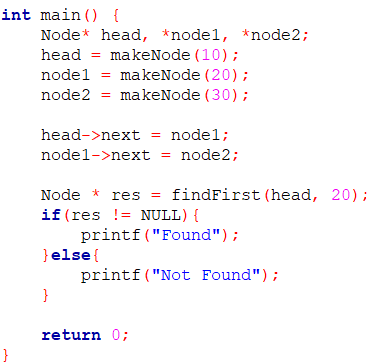 int main() {
    Node* head, *node1, *node2;
    head = makeNode(10);
    node1 = makeNode(20);
    node2 = makeNode(30);

    head->next = node1;
    node1->next = node2;

    Node * res = findFirst(head, 20);
    if(res != NULL){
        printf("Found");
    }else{
        printf("Not Found");
    }

    return 0;
}